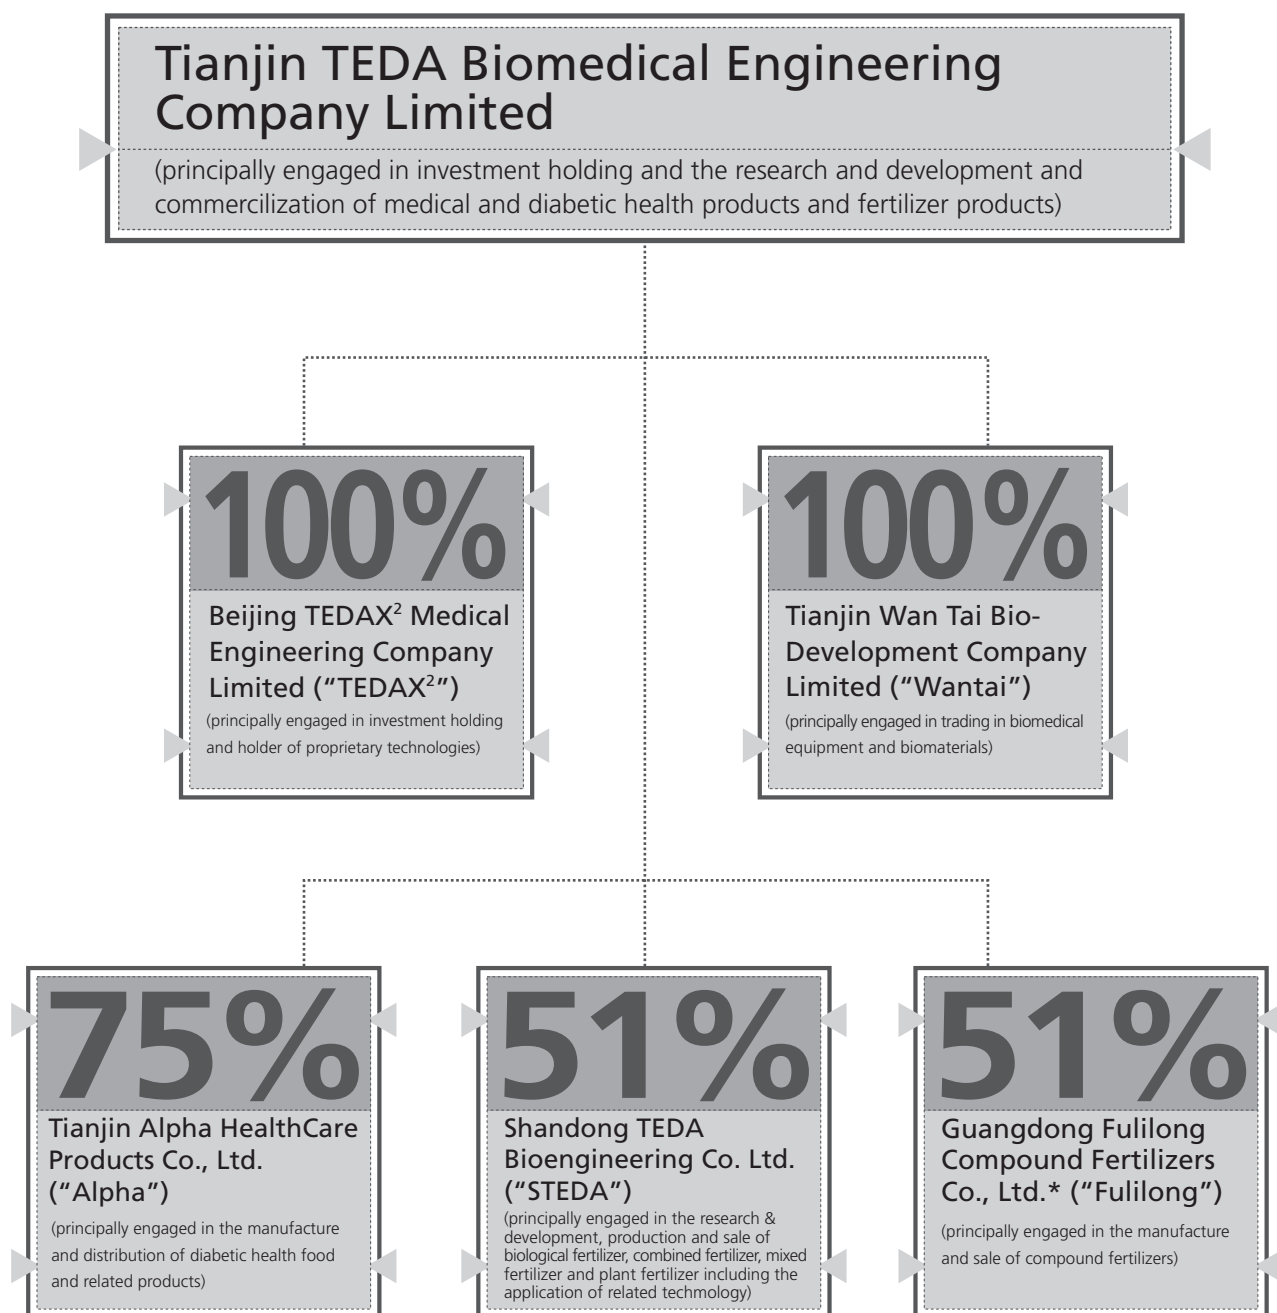 Tianjin TEDA Biomedical Engineering
Company Limited
(principally engaged in investment holding and the research and development and
commercilization of medical and diabetic health products and fertilizer products)
100%
Beijing TEDAX² Medical
Engineering Company
Limited (“TEDAX²”)
(principally engaged in investment holding
and holder of proprietary technologies)
100%
Tianjin Wan Tai Bio-
Development Company
Limited (“Wantai”)
(principally engaged in trading in biomedical
equipment and biomaterials)
75%
Tianjin Alpha HealthCare
Products Co., Ltd.
(“Alpha”)
(principally engaged in the manufacture
and distribution of diabetic health food
and related products)
51%
Shandong TEDA
Bioengineering Co. Ltd.
(“STEDA”)
(principally engaged in the research &
development, production and sale of
biological fertilizer, combined fertilizer, mixed
fertilizer and plant fertilizer including the
application of related technology)
51%
Guangdong Fulilong
Compound Fertilizers
Co., Ltd.* (“Fulilong”)
(principally engaged in the manufacture
and sale of compound fertilizers)